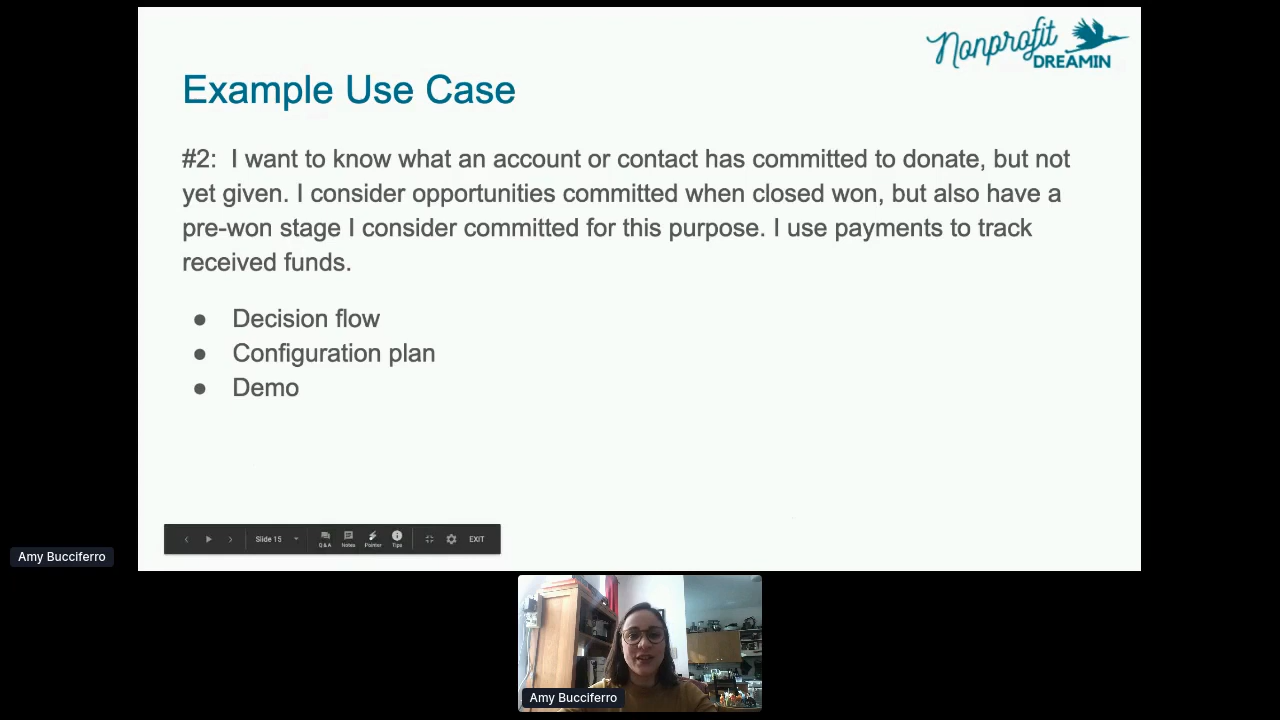 Nonprofit
DREAMIN
Example Use Case
#2:  I want to know what an account or contact has committed to donate, but not
yet given. I consider opportunities committed when closed won, but also have a
pre-won stage I consider committed for this purpose. I use payments to track
received funds.
● Decision flow
● Configuration plan
● Demo
Slide 15
Q&A
Notes
Pointer
Tips
EXIT
Amy Bucciferro
Amy Bucciferro